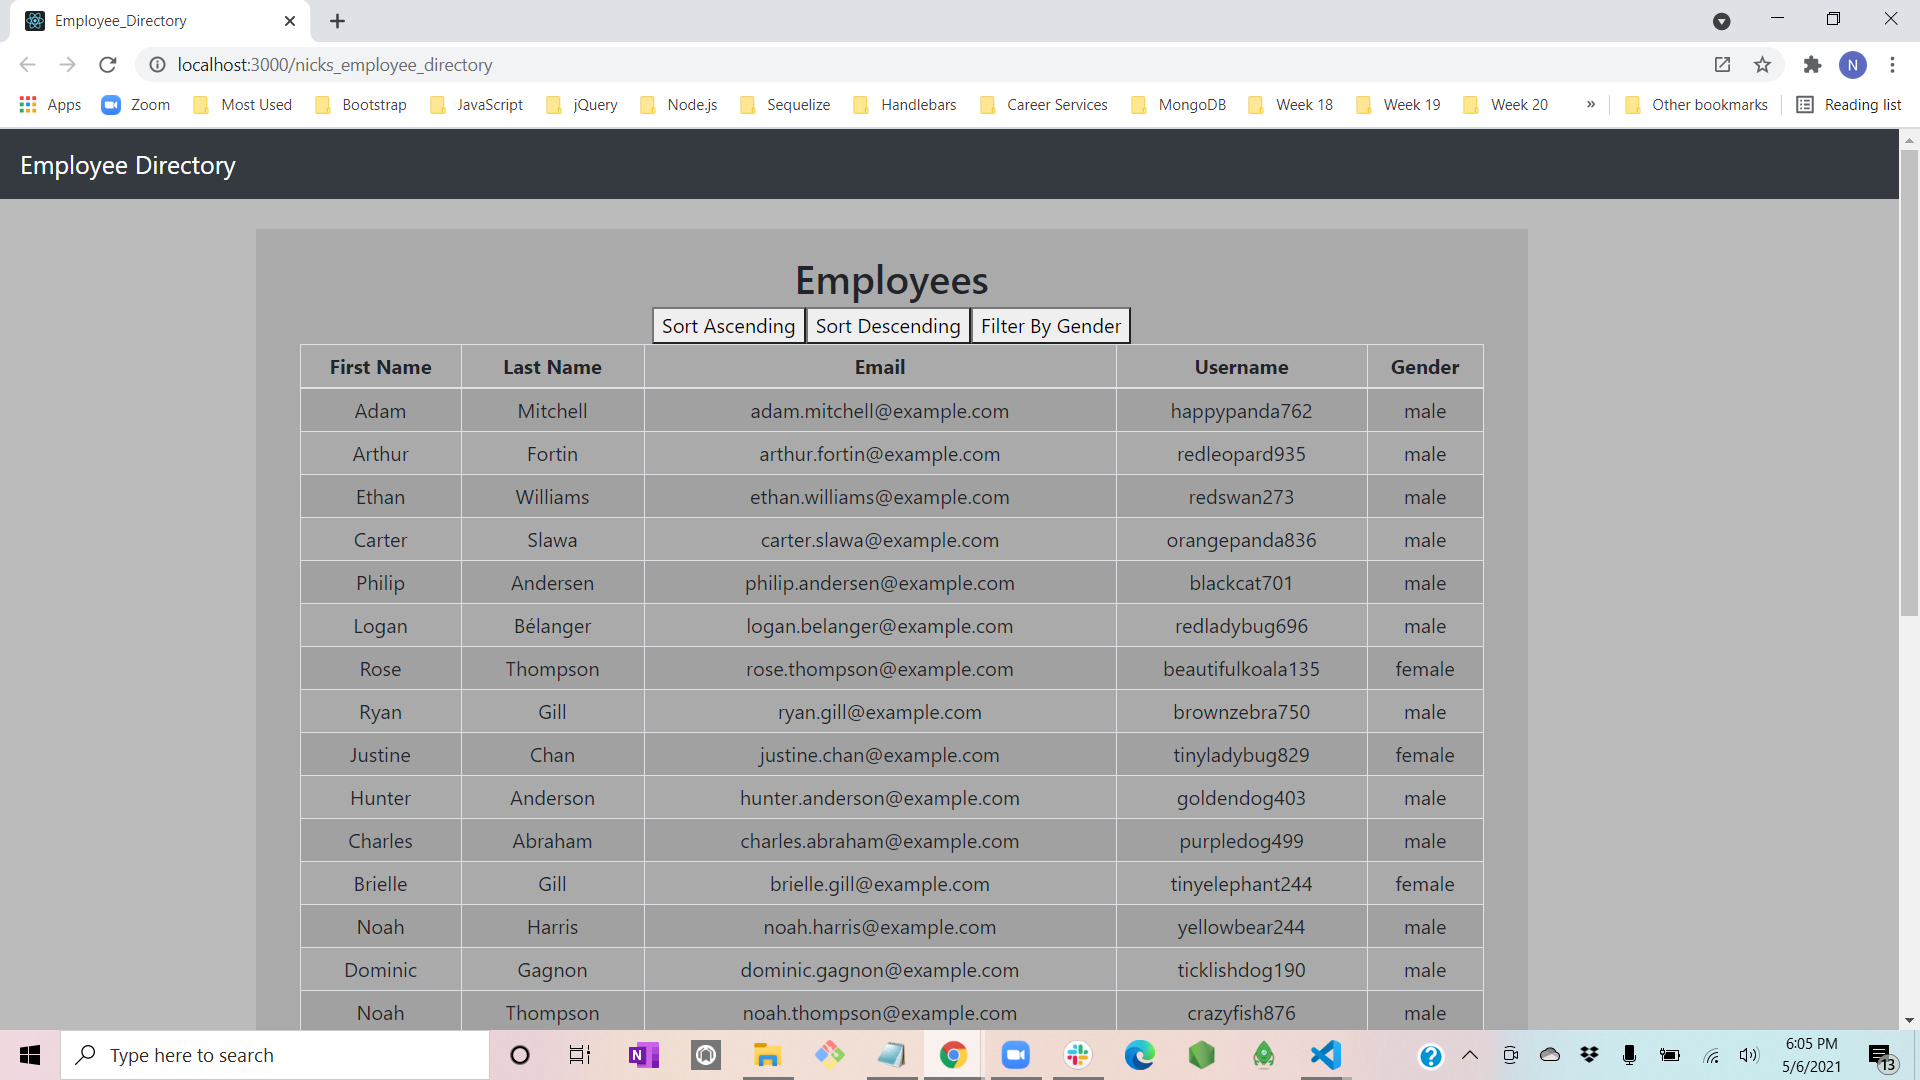 Employee_Directory
localhost:3000/nicks_employee_directory
N
Apps Zoom Most Used Bootstrap JavaScript jQuery Node.js Sequelize Handlebars Career Services MongoDB Week 18 Week 19 Week 20 » Other bookmarks Reading list
Employee Directory
Employees
Sort Ascending Sort Descending Filter By Gender
First Name Last Name Email Username Gender
Adam Mitchell adam.mitchell@example.com happypanda762 male
Arthur Fortin arthur.fortin@example.com redleopard935 male
Ethan Williams ethan.williams@example.com redswan273 male
Carter Slawa carter.slawa@example.com orangepanda836 male
Philip Andersen philip.andersen@example.com blackcat701 male
Logan Bélanger logan.belanger@example.com redladybug696 male
Rose Thompson rose.thompson@example.com beautifulkoala135 female
Ryan Gill ryan.gill@example.com brownzebra750 male
Justine Chan justine.chan@example.com tinyladybug829 female
Hunter Anderson hunter.anderson@example.com goldendog403 male
Charles Abraham charles.abraham@example.com purpledog499 male
Brielle Gill brielle.gill@example.com tinyelephant244 female
Noah Harris noah.harris@example.com yellowbear244 male
Dominic Gagnon dominic.gagnon@example.com ticklishdog190 male
Noah Thompson noah.thompson@example.com crazyfish876 male
Type here to search
N
?
6:05 PM
5/6/2021
13